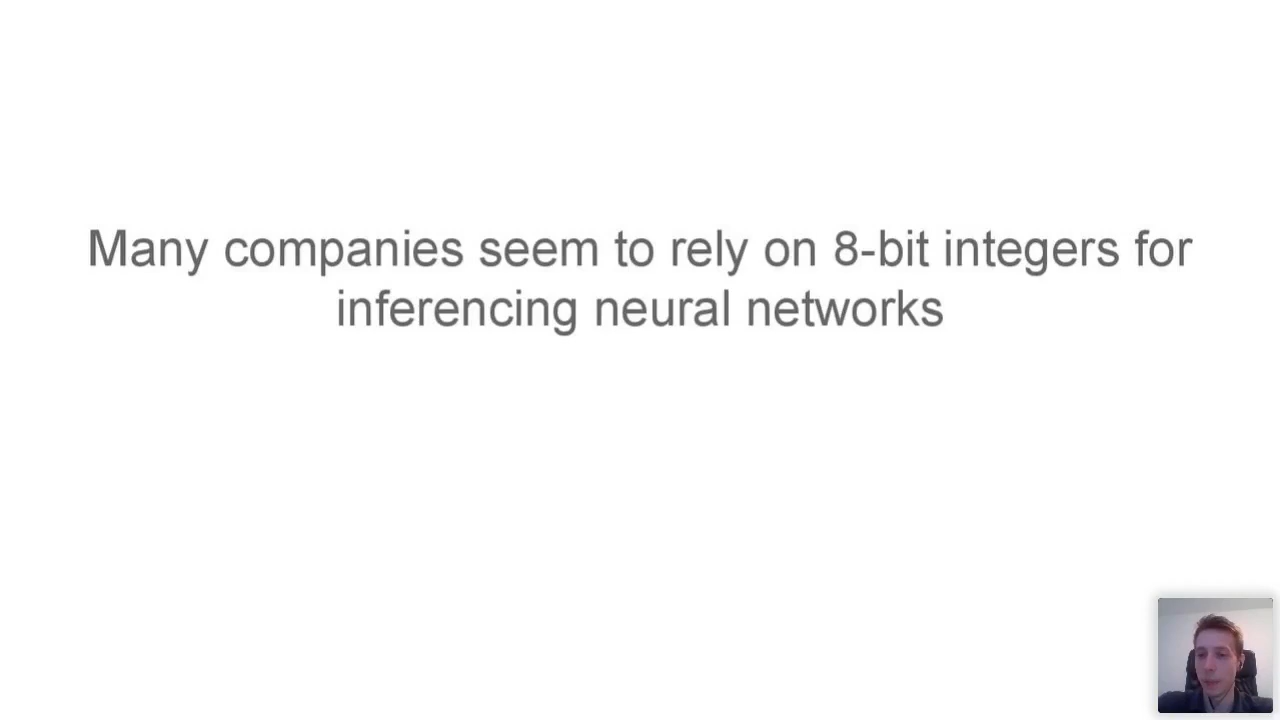 Many companies seem to rely on 8-bit integers for
inferencing neural networks